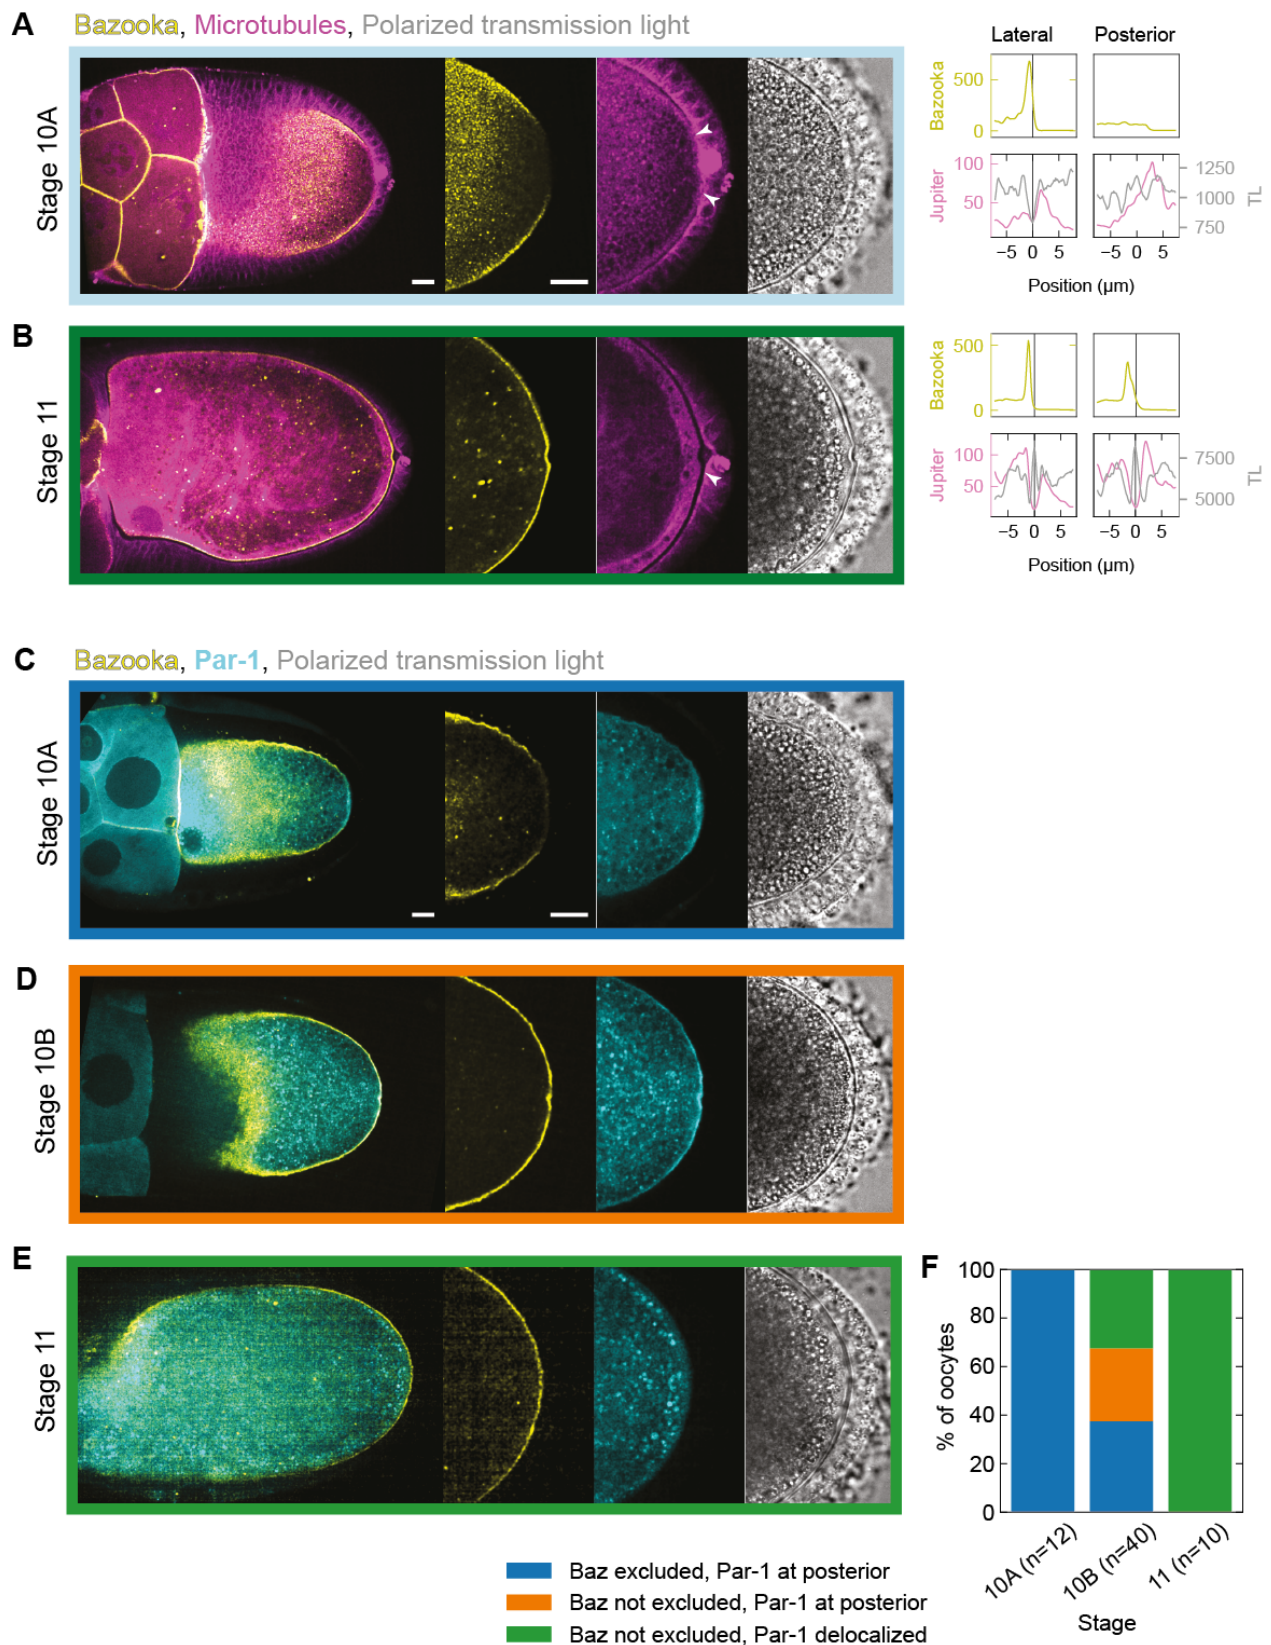 A
Bazooka, Microtubules, Polarized transmission light
Stage 10A
Lateral
Posterior
Bazooka
500
0
Jupiter
100
50
1250
1000
750
TL
−5 0 5
−5 0 5
Position (µm)
B
Stage 11
Bazooka
500
0
Jupiter
100
50
7500
5000
TL
−5 0 5
−5 0 5
Position (µm)
C
Bazooka, Par-1, Polarized transmission light
Stage 10A
D
Stage 10B
E
Stage 11
F
% of oocytes
100
80
60
40
20
0
10A (n=12)
10B (n=40)
11 (n=10)
Stage
Baz excluded, Par-1 at posterior
Baz not excluded, Par-1 at posterior
Baz not excluded, Par-1 delocalized